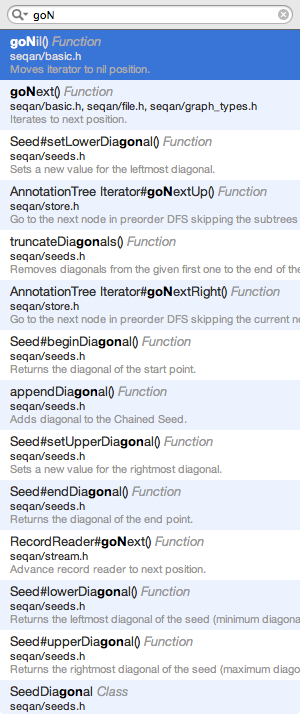 goN
goNil() Function
seqan/basic.h
Moves iterator to nil position.
goNext() Function
seqan/basic.h, seqan/file.h, seqan/graph_types.h
Iterates to next position.
Seed#setLowerDiagonal() Function
seqan/seeds.h
Sets a new value for the leftmost diagonal.
AnnotationTree Iterator#goNextUp() Function
seqan/store.h
Go to the next node in preorder DFS skipping the subtrees
truncateDiagonals() Function
seqan/seeds.h
Removes diagonals from the given first one to the end of the
AnnotationTree Iterator#goNextRight() Function
seqan/store.h
Go to the next node in preorder DFS skipping the current n
Seed#beginDiagonal() Function
seqan/seeds.h
Returns the diagonal of the start point.
appendDiagonal() Function
seqan/seeds.h
Adds diagonal to the Chained Seed.
Seed#setUpperDiagonal() Function
seqan/seeds.h
Sets a new value for the rightmost diagonal.
Seed#endDiagonal() Function
seqan/seeds.h
Returns the diagonal of the end point.
RecordReader#goNext() Function
seqan/stream.h
Advance record reader to next position.
Seed#lowerDiagonal() Function
seqan/seeds.h
Returns the leftmost diagonal of the seed (minimum diagona
Seed#upperDiagonal() Function
seqan/seeds.h
Returns the rightmost diagonal of the seed (maximum diago
SeedDiagonal Class
seqan/seeds.h